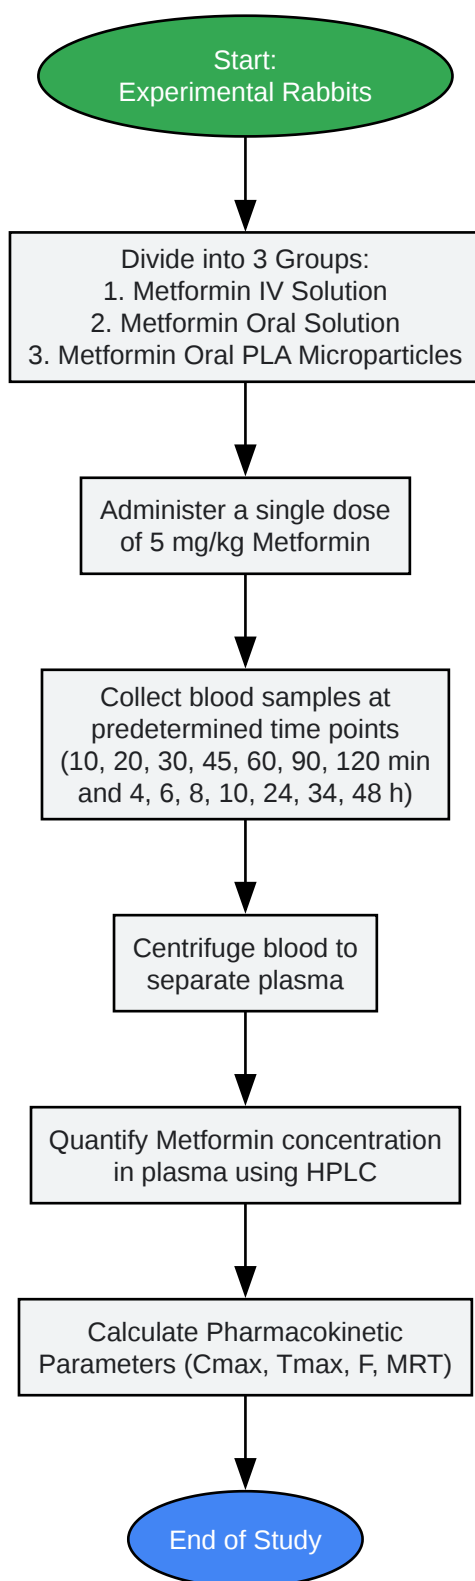 Start:
Experimental Rabbits
Divide into 3 Groups:
1. Metformin IV Solution
2. Metformin Oral Solution
3. Metformin Oral PLA Microparticles
Administer a single dose
of 5 mg/kg Metformin
Collect blood samples at
predetermined time points
(10, 20, 30, 45, 60, 90, 120 min
and 4, 6, 8, 10, 24, 34, 48 h)
Centrifuge blood to
separate plasma
Quantify Metformin concentration
in plasma using HPLC
Calculate Pharmacokinetic
Parameters (Cmax, Tmax, F, MRT)
End of Study